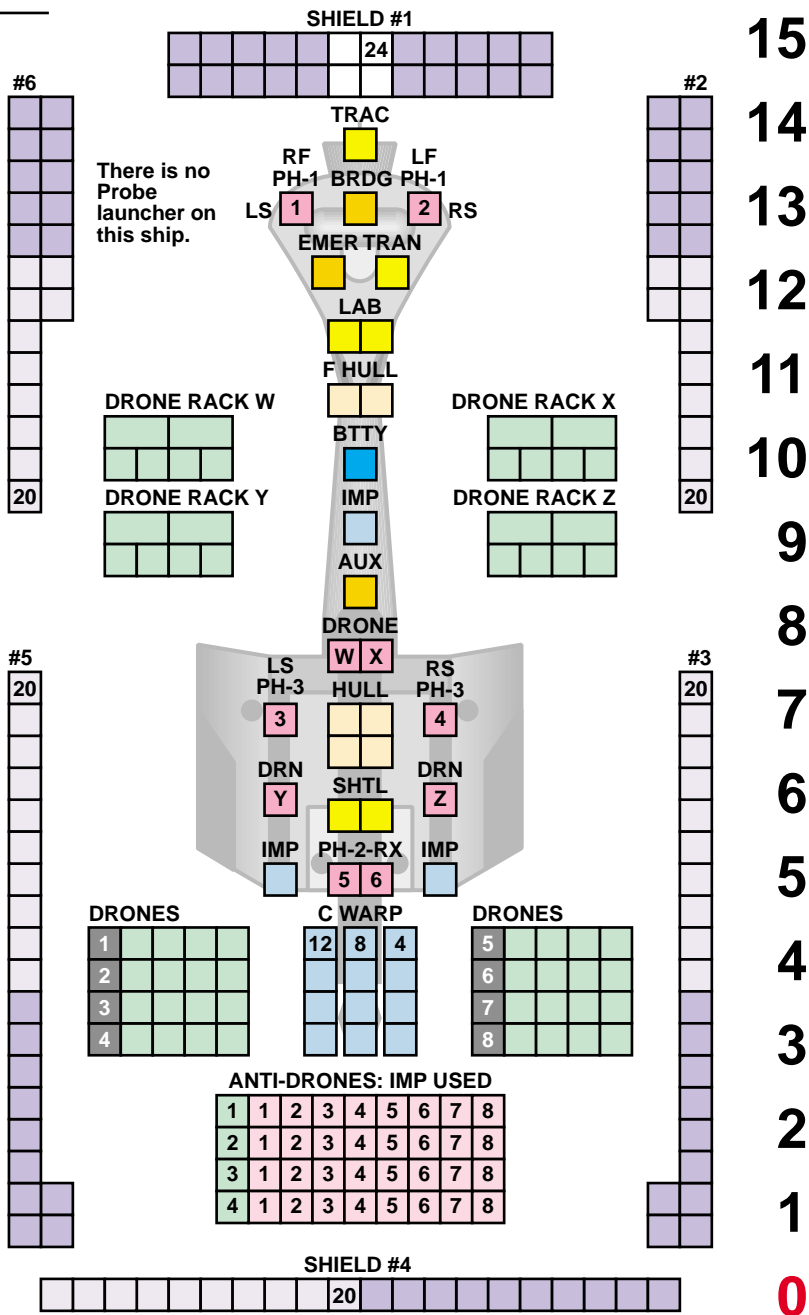 SHIELD #1
24
15
#6
#2
14
TRAC
There is no
Probe
launcher on
this ship.
RF LF
PH-1 BRDG PH-1
LS 1 2 RS
13
EMER TRAN
12
LAB
F HULL
11
DRONE RACK W
DRONE RACK X
BTTY
10
20
20
DRONE RACK Y
IMP
DRONE RACK Z
9
AUX
8
DRONE
W X
#5
#3
LS
PH-3
HULL
RS
PH-3
20
20
3
4
7
DRN
DRN
Y
SHTL
Z
6
IMP PH-2-RX IMP
5 6
5
DRONES
C WARP
DRONES
1
12 8 4
5
2
6
4
3
7
4
8
3
ANTI-DRONES: IMP USED
1 1 2 3 4 5 6 7 8
2 1 2 3 4 5 6 7 8
3 1 2 3 4 5 6 7 8
4 1 2 3 4 5 6 7 8
2
1
SHIELD #4
20
0